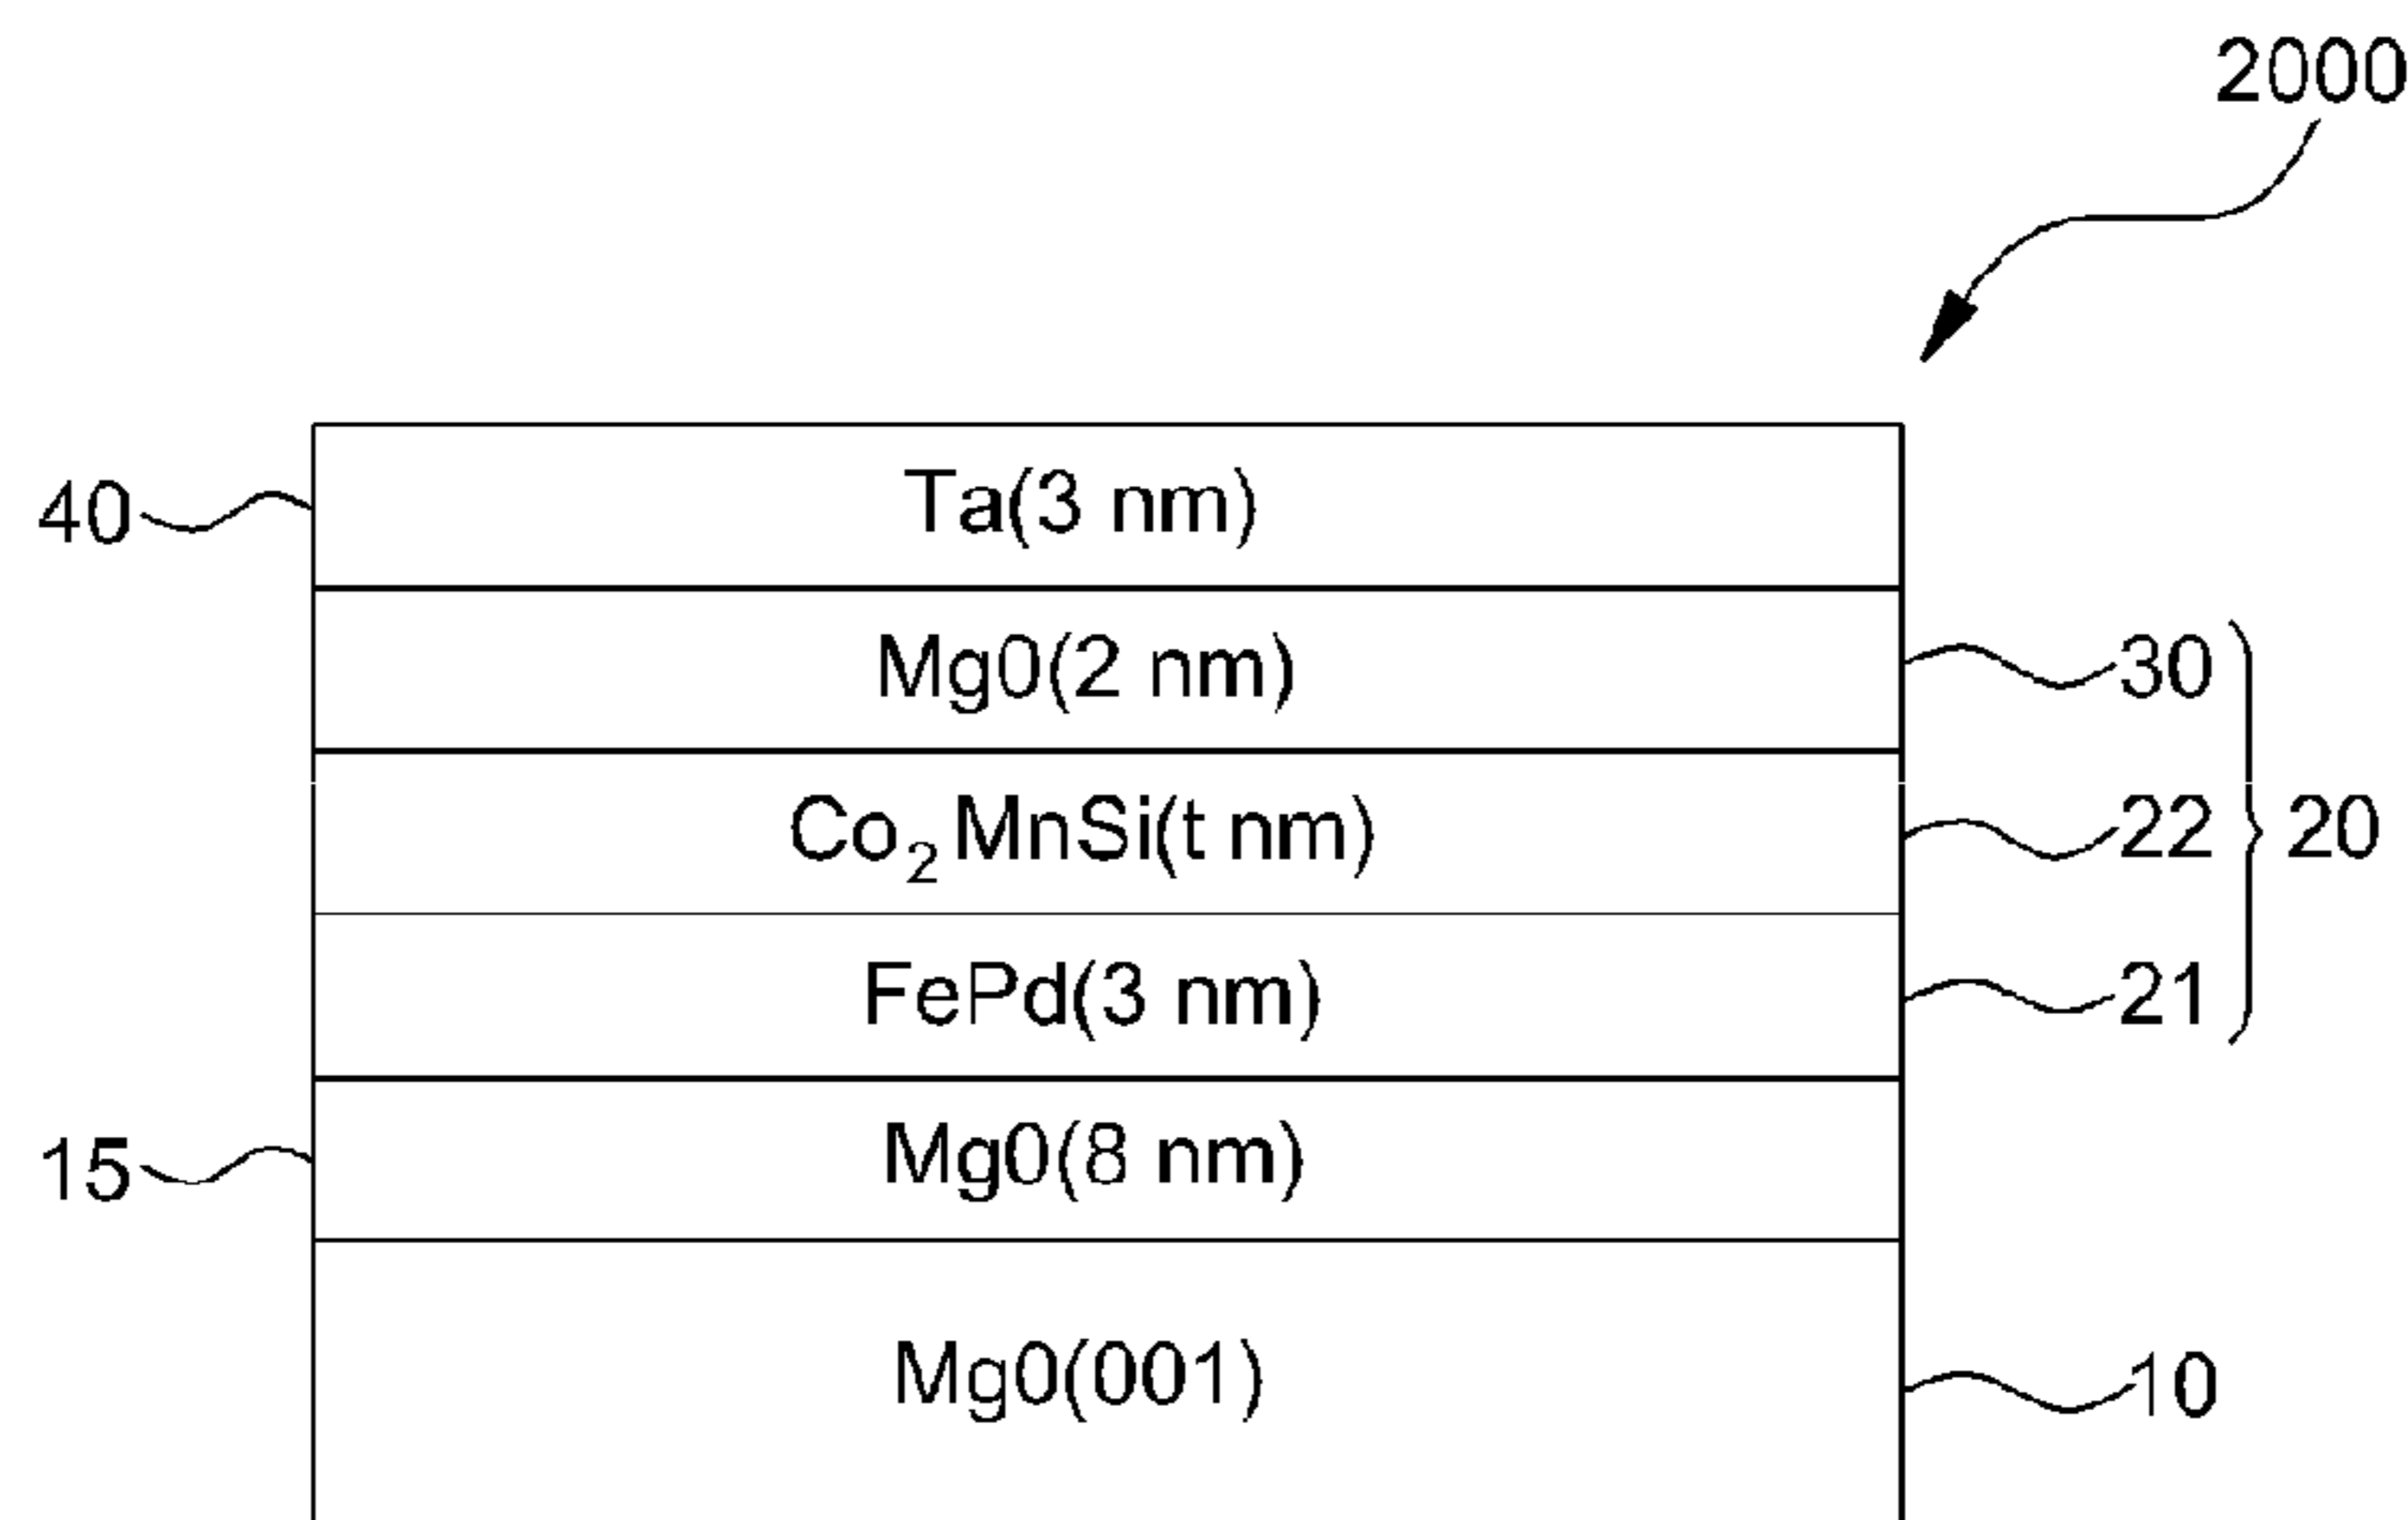 2000
40 Ta(3 nm)
Mg0(2 nm) 30
Co₂MnSi(t nm) 22 20
FePd(3 nm) 21
15 Mg0(8 nm)
Mg0(001) 10